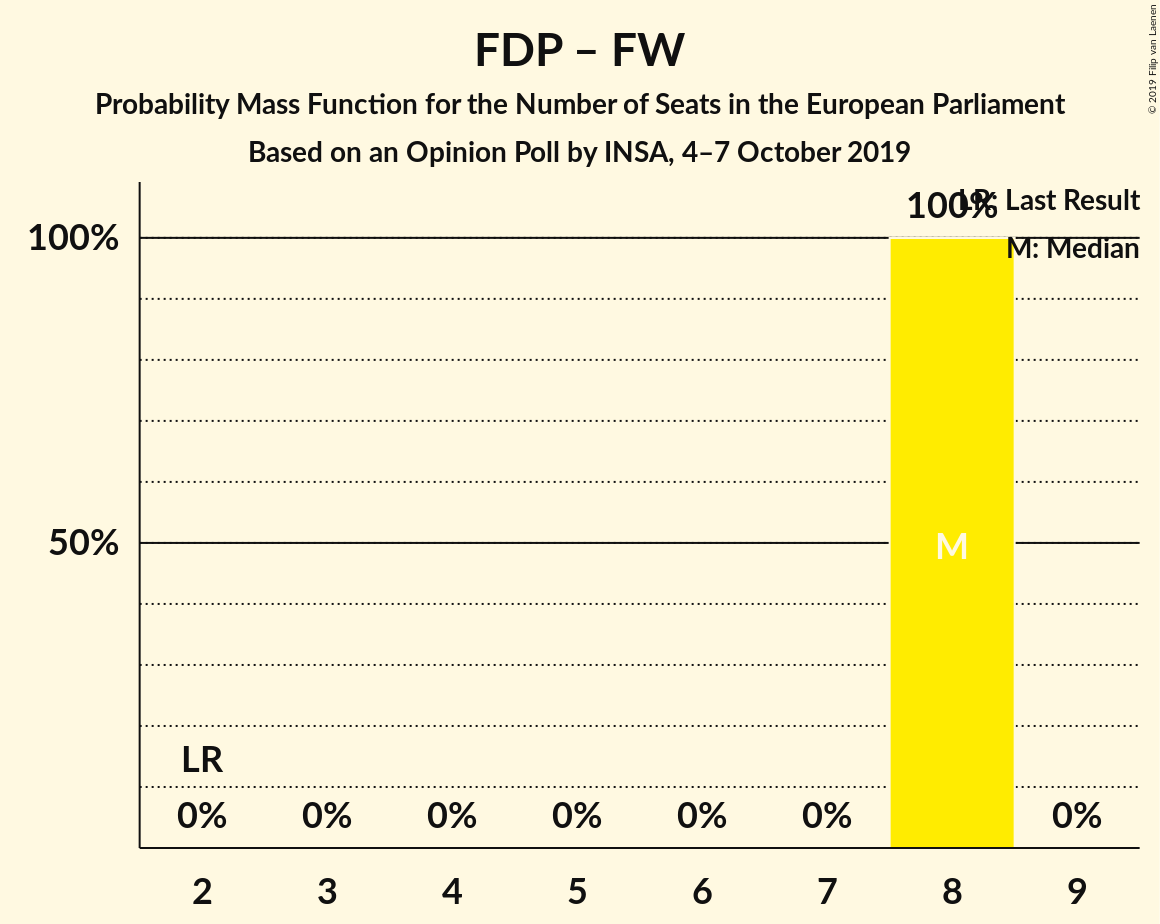 FDP – FW
Probability Mass Function for the Number of Seats in the European Parliament
Based on an Opinion Poll by INSA, 4–7 October 2019
© 2019 Filip van Laenen
LR: Last Result
M: Median
100%
100%
50%
M
LR
0% 0% 0% 0% 0% 0% 0%
2 3 4 5 6 7 8 9